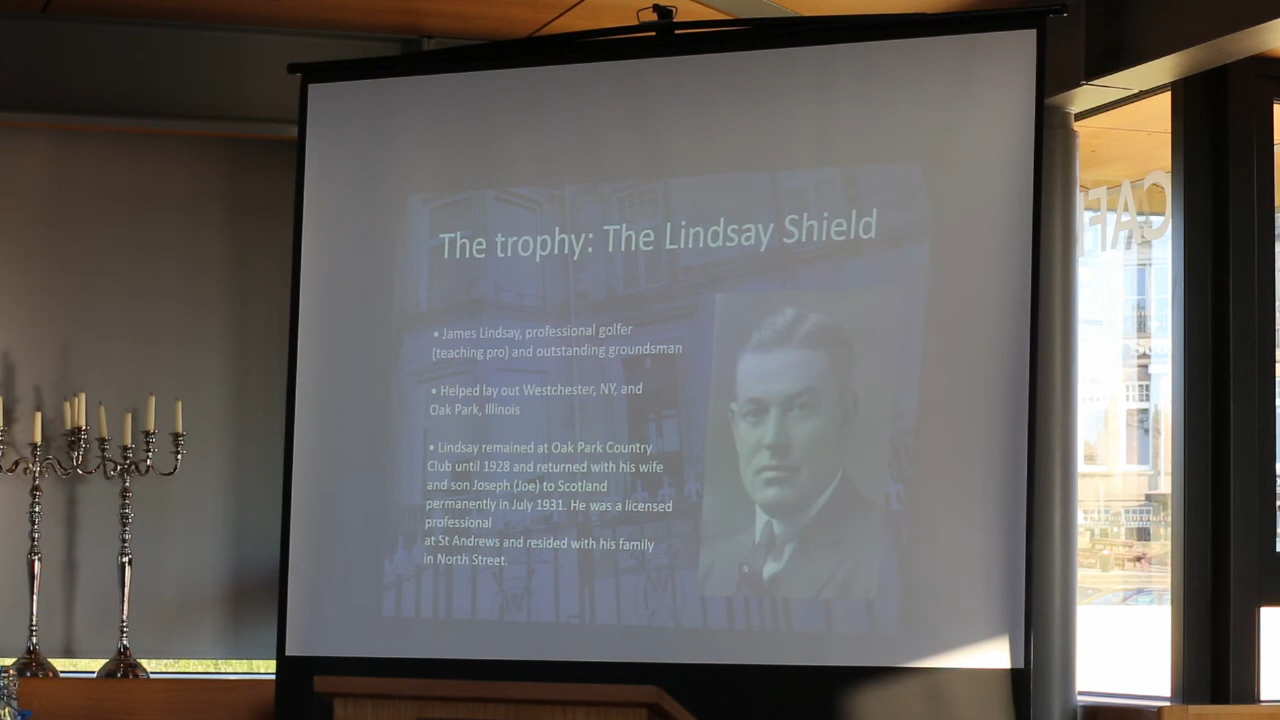 The trophy: The Lindsay Shield
• James Lindsay, professional golfer
(teaching pro) and outstanding groundsman
• Helped lay out Westchester, NY, and
Oak Park, Illinois
• Lindsay remained at Oak Park Country
Club until 1928 and returned with his wife
and son Joseph (Joe) to Scotland
permanently in July 1931. He was a licensed
professional
at St Andrews and resided with his family
in North Street.
CAF